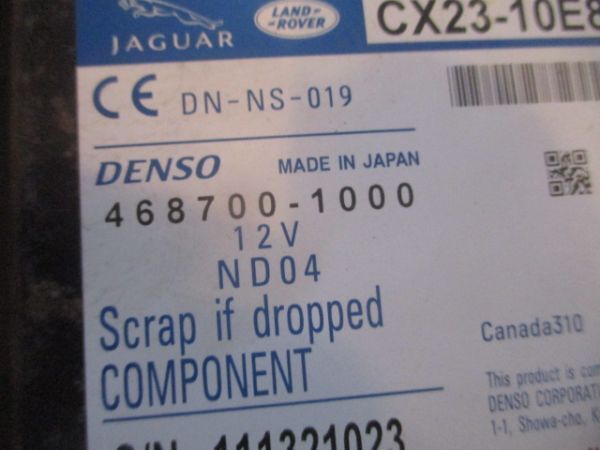 JAGUAR
LAND-
ROVER
CX23-10E8
CE DN-NS-019
DENSO MADE IN JAPAN
468700-1000
12V
ND04
Scrap if dropped
COMPONENT
Canada310
This product is
DENSO
1-1, Showa-cho,
111321023